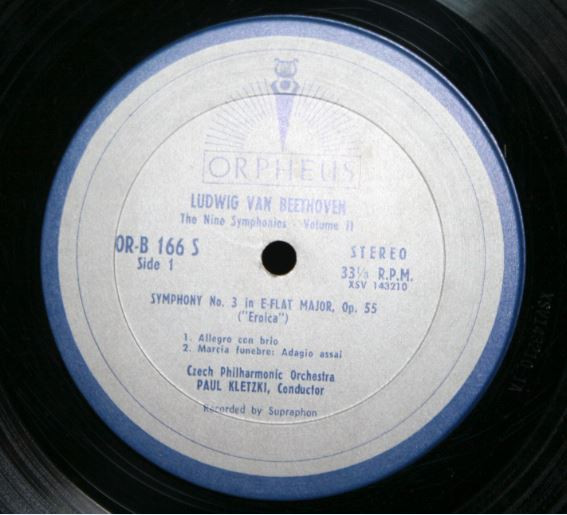 ORPHEUS
LUDWIG VAN BEETHOVEN
The Nine Symphonies - Volume II
OR-B 166 S
Side 1
STEREO
33⅓ R.P.M.
XSV 143210
SYMPHONY No. 3 in E-FLAT MAJOR, Op. 55
("Eroica")
1. Allegro con brio
2. Marcia funebre: Adagio assai
Czech Philharmonic Orchestra
PAUL KLETZKI, Conductor
Recorded by Supraphon